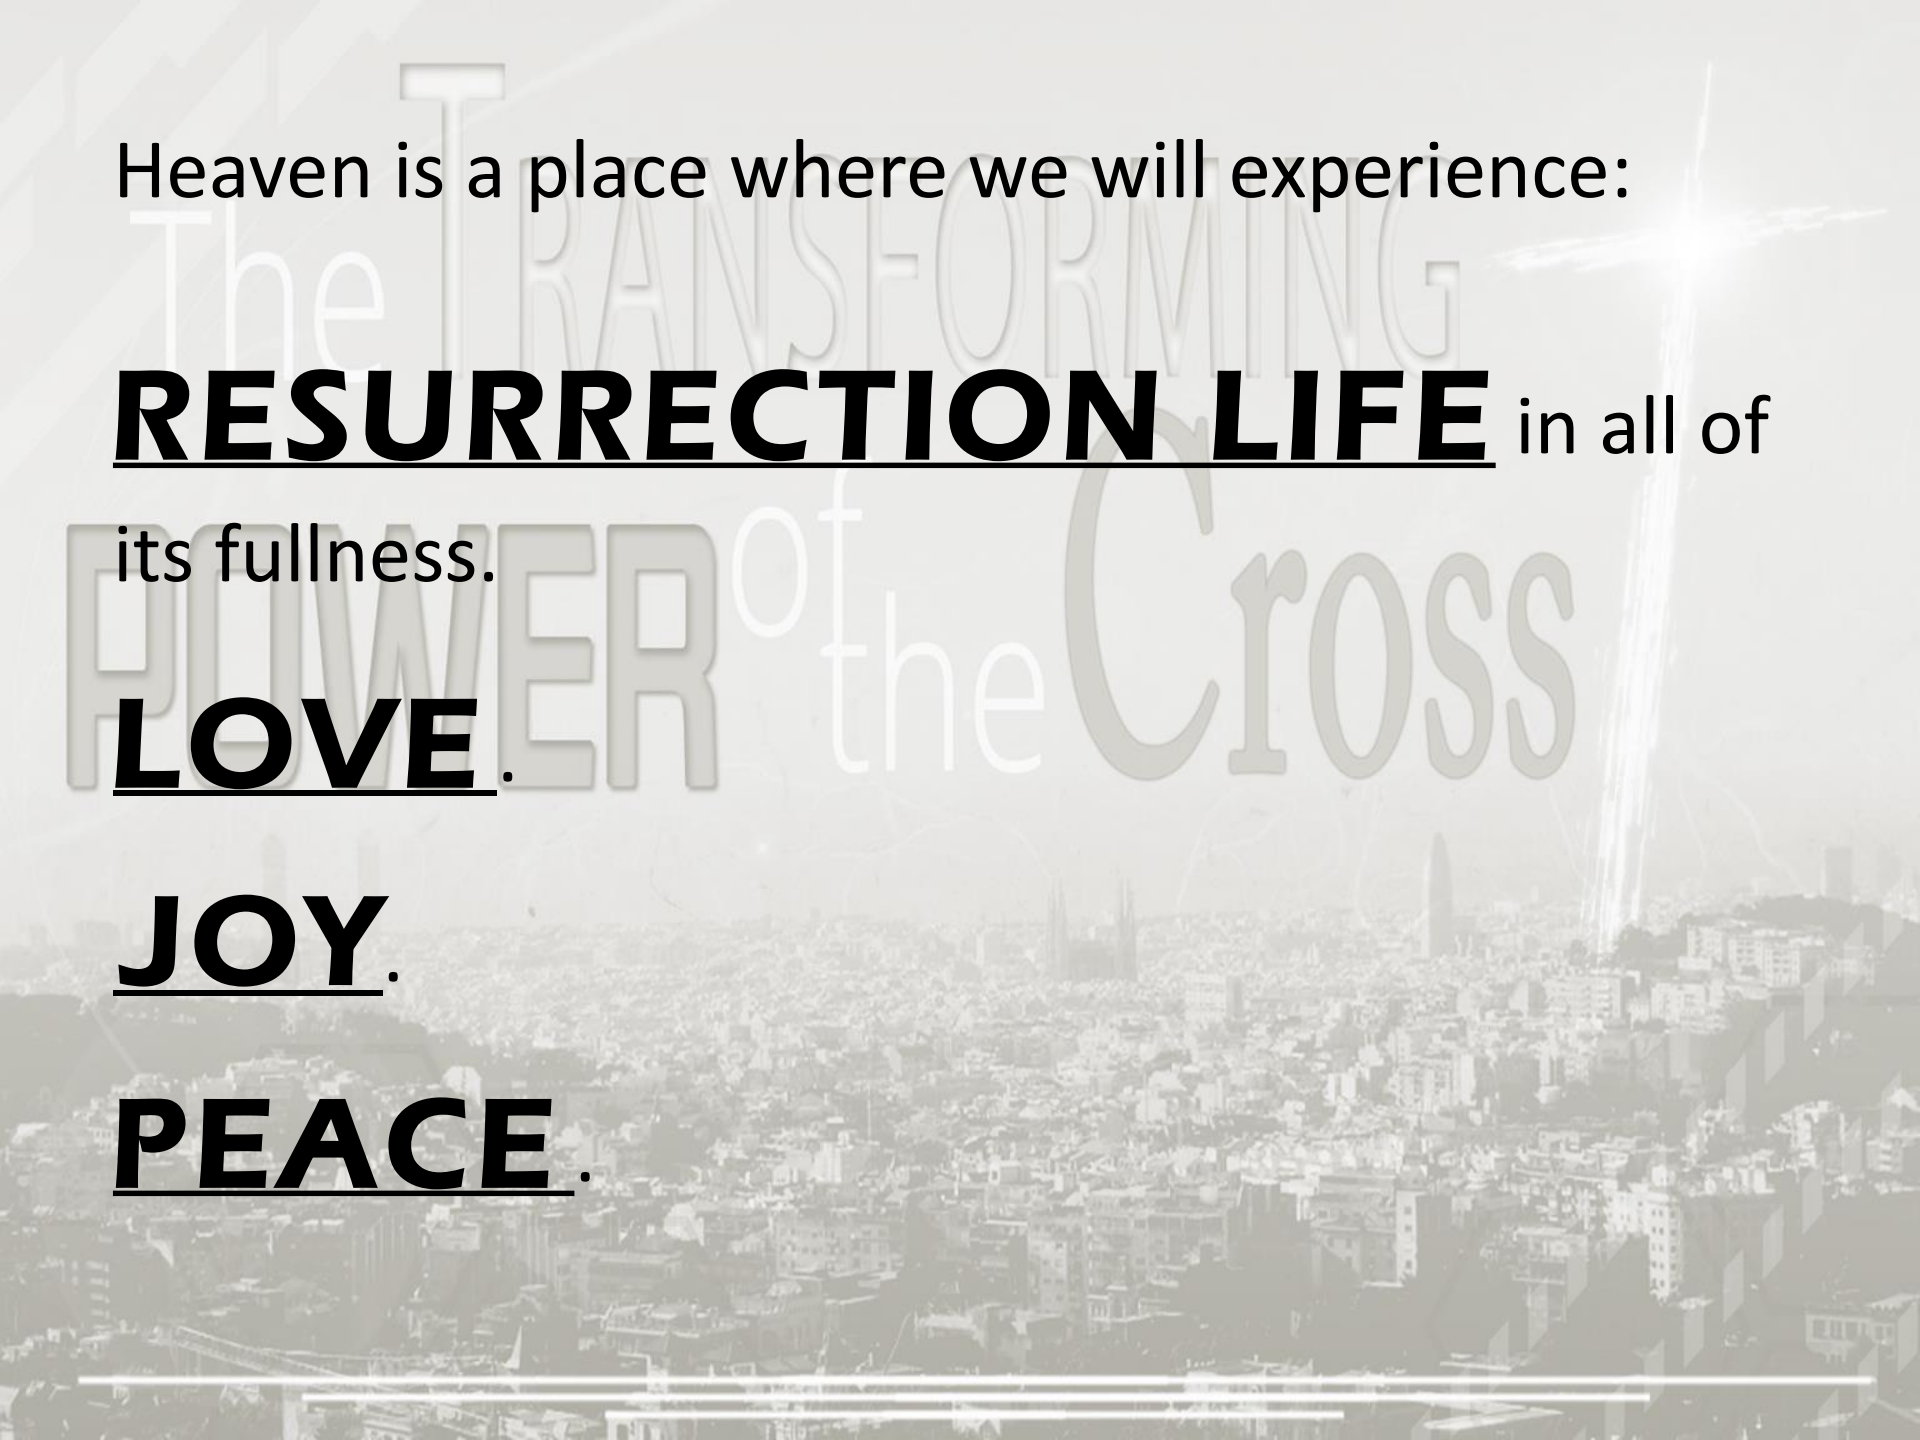 Heaven is a place where we will experience:
The TRANSFORMING
RESURRECTION LIFE in all of
its fullness.
POWER of the Cross
LOVE .
JOY.
PEACE .